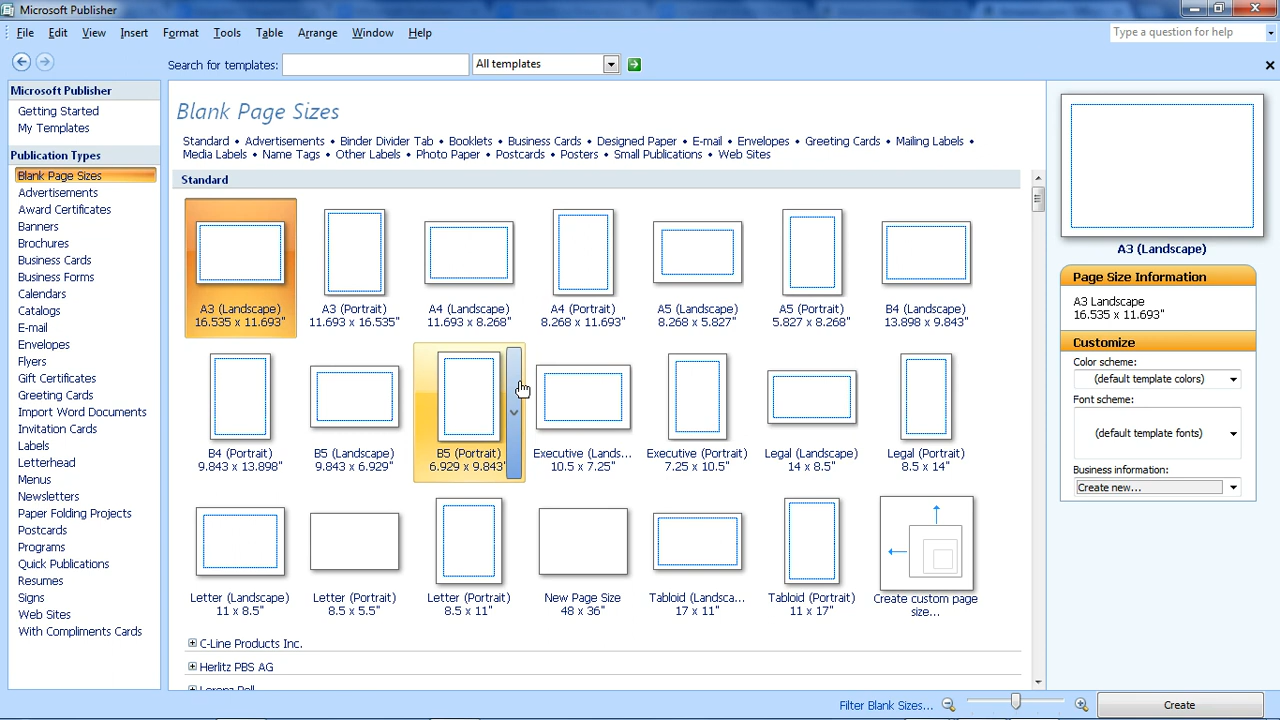 Microsoft Publisher
File Edit View Insert Format Tools Table Arrange Window Help
Type a question for help
Search for templates:
All templates
Microsoft Publisher
Getting Started
My Templates
Publication Types
Blank Page Sizes
Advertisements
Award Certificates
Banners
Brochures
Business Cards
Business Forms
Calendars
Catalogs
E-mail
Envelopes
Flyers
Gift Certificates
Greeting Cards
Import Word Documents
Invitation Cards
Labels
Letterhead
Menus
Newsletters
Paper Folding Projects
Postcards
Programs
Quick Publications
Resumes
Signs
Web Sites
With Compliments Cards
Blank Page Sizes
Standard • Advertisements • Binder Divider Tab • Booklets • Business Cards • Designed Paper • E-mail • Envelopes • Greeting Cards • Mailing Labels •
Media Labels • Name Tags • Other Labels • Photo Paper • Postcards • Posters • Small Publications • Web Sites
Standard
A3 (Landscape)
16.535 x 11.693"
A3 (Portrait)
11.693 x 16.535"
A4 (Landscape)
11.693 x 8.268"
A4 (Portrait)
8.268 x 11.693"
A5 (Landscape)
8.268 x 5.827"
A5 (Portrait)
5.827 x 8.268"
B4 (Landscape)
13.898 x 9.843"
B4 (Portrait)
9.843 x 13.898"
B5 (Landscape)
9.843 x 6.929"
B5 (Portrait)
6.929 x 9.843"
Executive (Lands...
10.5 x 7.25"
Executive (Portrait)
7.25 x 10.5"
Legal (Landscape)
14 x 8.5"
Legal (Portrait)
8.5 x 14"
Letter (Landscape)
11 x 8.5"
Letter (Portrait)
8.5 x 5.5"
Letter (Portrait)
8.5 x 11"
New Page Size
48 x 36"
Tabloid (Landsca...
17 x 11"
Tabloid (Portrait)
11 x 17"
Create custom page
size...
C-Line Products Inc.
Herlitz PBS AG
A3 (Landscape)
Page Size Information
A3 Landscape
16.535 x 11.693"
Customize
Color scheme:
(default template colors)
Font scheme:
(default template fonts)
Business information:
Create new...
Filter Blank Sizes...
Create